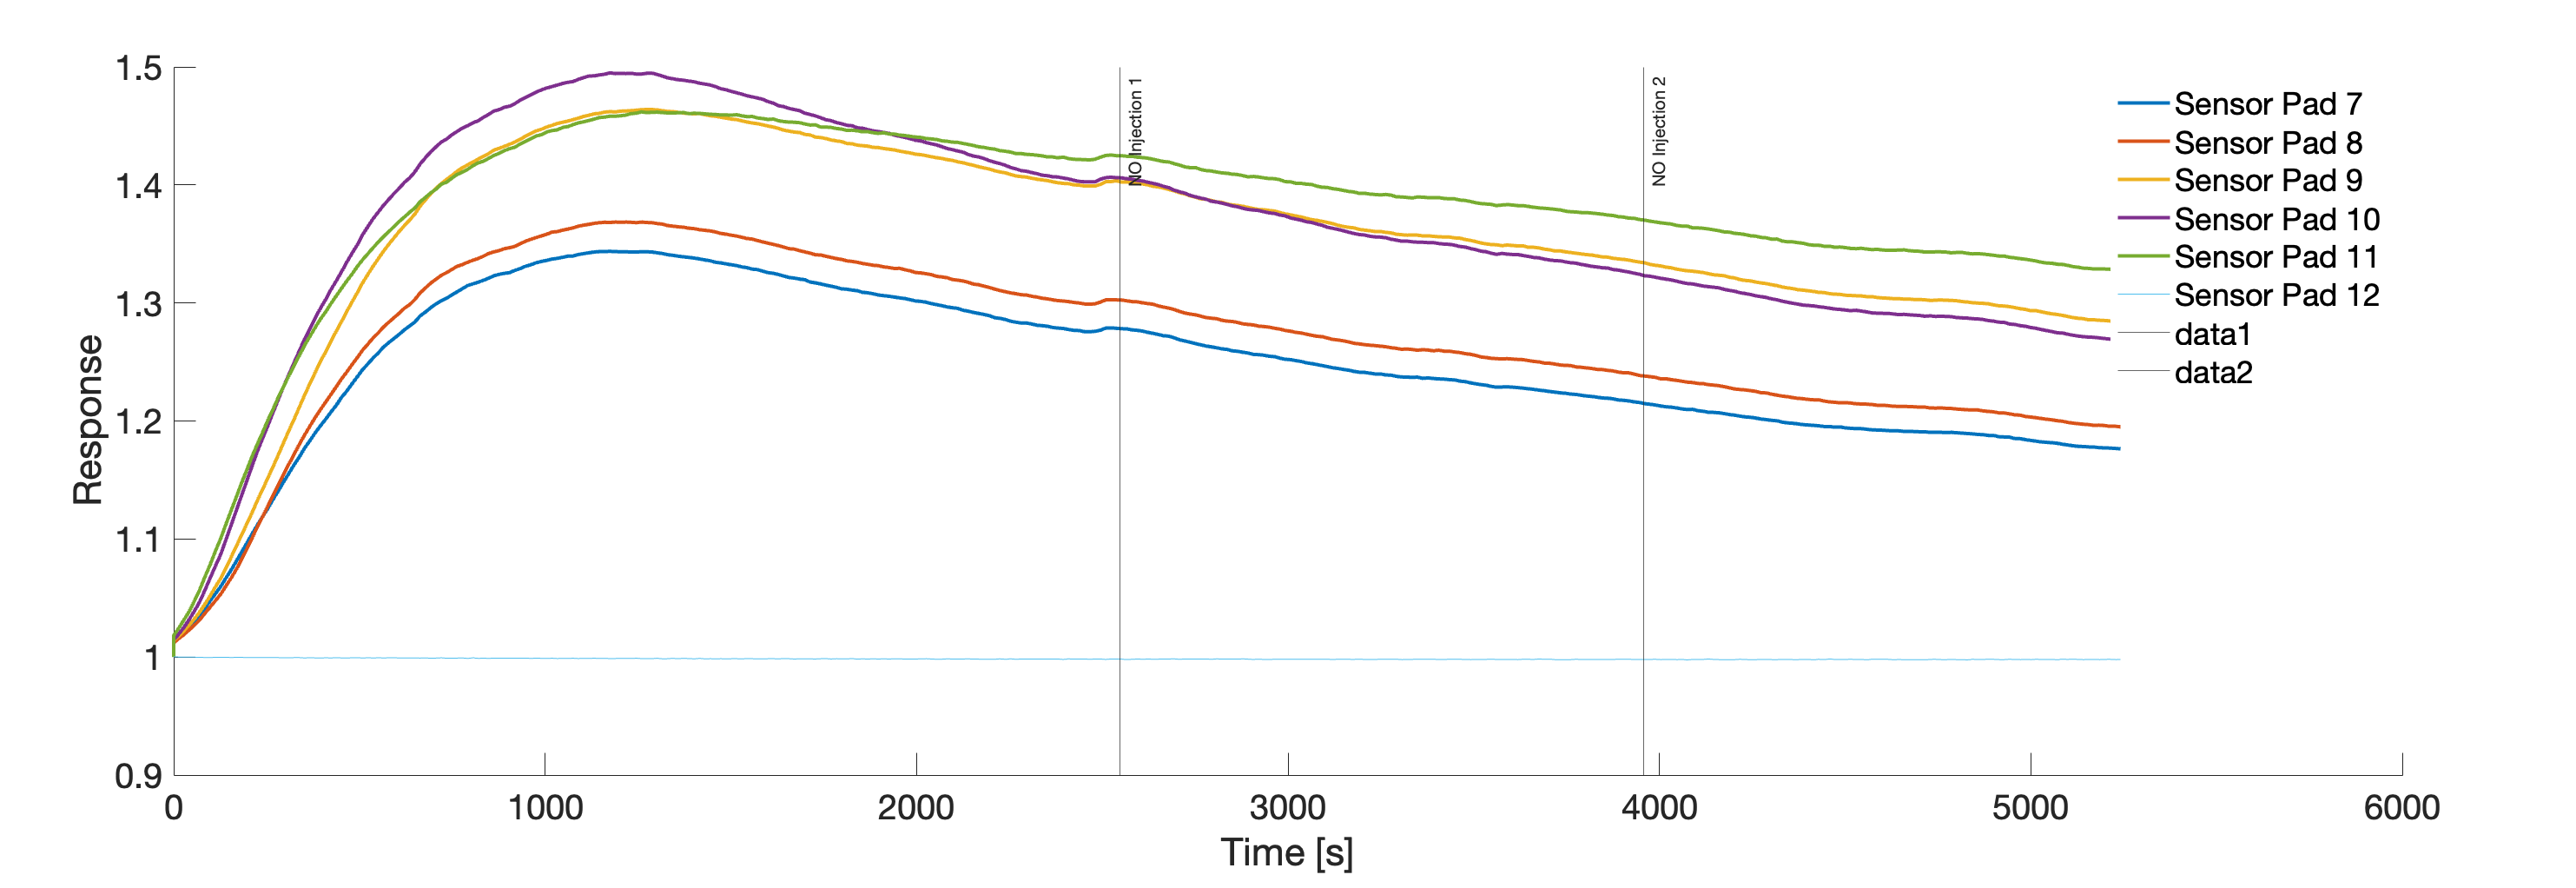 1.5
1.4
1.3
1.2
1.1
1
0.9
Response
0
1000
2000
3000
4000
5000
6000
Time [s]
NO Injection 1
NO Injection 2
Sensor Pad 7
Sensor Pad 8
Sensor Pad 9
Sensor Pad 10
Sensor Pad 11
Sensor Pad 12
data1
data2